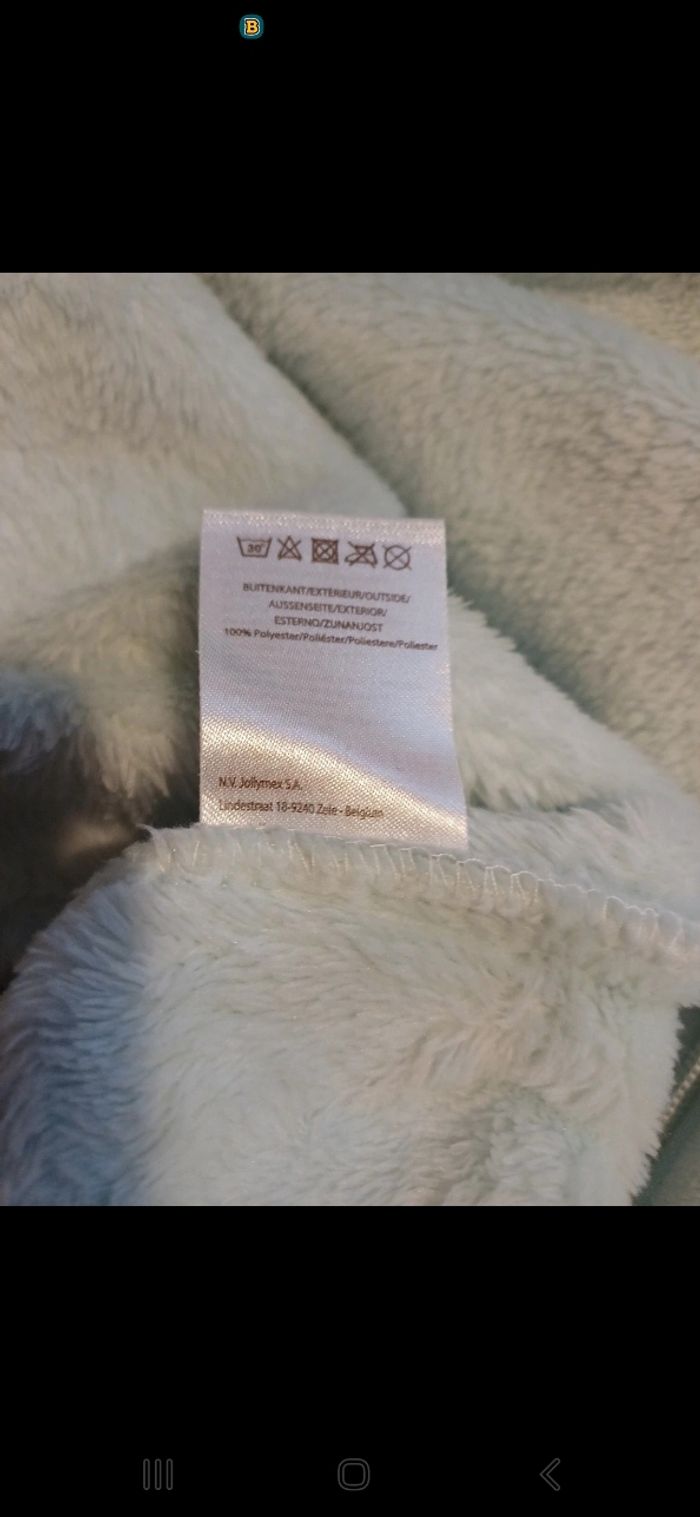 B
30°
BUITENKANT/EXTÉRIEUR/OUTSIDE/
AUSSENSEITE/EXTERIOR/
ESTERNO/ZUNANJOST
100% Polyester/Poliéster/Poliestere/Poliester
N.V. Jollymex S.A.
Lindestraat 18-9240 Zele - Belgium